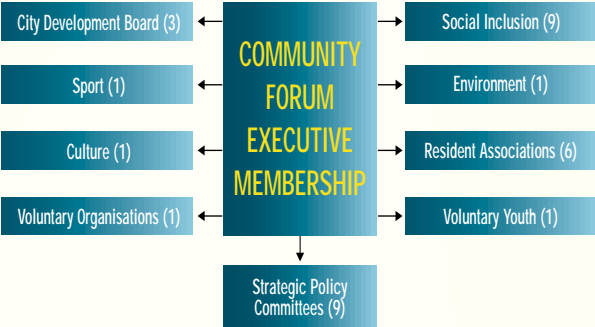 City Development Board (3)
Sport (1)
Culture (1)
Voluntary Organisations (1)
COMMUNITY
FORUM
EXECUTIVE
MEMBERSHIP
Social Inclusion (9)
Environment (1)
Resident Associations (6)
Voluntary Youth (1)
Strategic Policy
Committees (9)